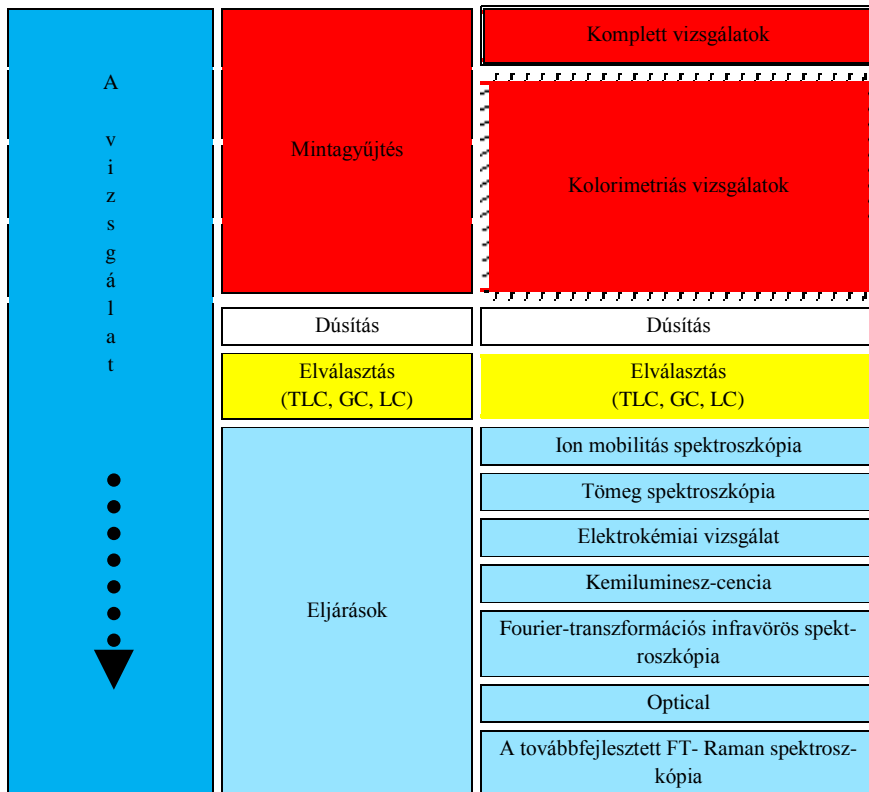 A
v
i
z
s
g
á
l
a
t
Mintagyűjtés
Komplett vizsgálatok
Kolorimetriás vizsgálatok
Dúsítás
Dúsítás
Elválasztás
(TLC, GC, LC)
Elválasztás
(TLC, GC, LC)
Eljárások
Ion mobilitás spektroszkópia
Tömeg spektroszkópia
Elektrokémiai vizsgálat
Kemiluminesz-cencia
Fourier-transzformációs infravörös spekt-
roszkópia
Optical
A továbbfejlesztett FT- Raman spektrosz-
kópia